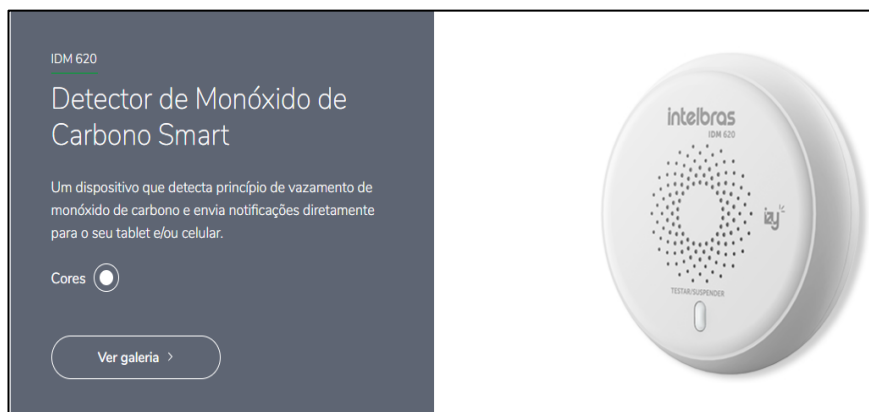 IDM 620
Detector de Monóxido de
Carbono Smart
Um dispositivo que detecta princípio de vazamento de
monóxido de carbono e envia notificações diretamente
para o seu tablet e/ou celular.
Cores
Ver galeria >
intelbras
IDM 620
izy
TESTAR/SUSPENDER